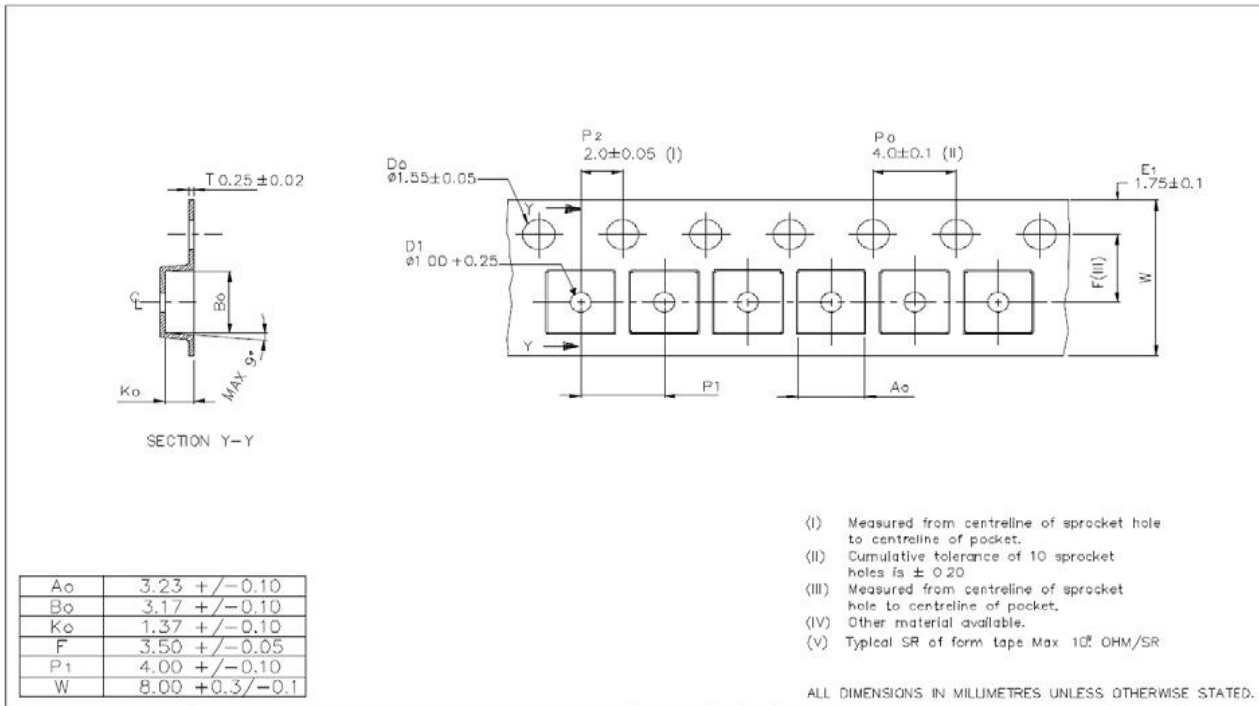 P2
2.0±0.05 (I)
Po
4.0±0.1 (II)
Do
ø1.55±0.05
E1
1.75±0.1
T 0.25±0.02
Y
D1
ø1.00 +0.25
F(III)
W
Bo
Y
MAX 9°
Ko
P1
Ao
SECTION Y-Y
(I) Measured from centreline of sprocket hole
to centreline of pocket.
(II) Cumulative tolerance of 10 sprocket
holes is ± 0.20
(III) Measured from centreline of sprocket
hole to centreline of pocket.
(IV) Other material available.
(V) Typical SR of form tape Max OHM/SR
Ao 3.23 +/-0.10
Bo 3.17 +/-0.10
Ko 1.37 +/-0.10
F 3.50 +/-0.05
P1 4.00 +/-0.10
W 8.00 +0.3/-0.1
ALL DIMENSIONS IN MILLIMETRES UNLESS OTHERWISE STATED.